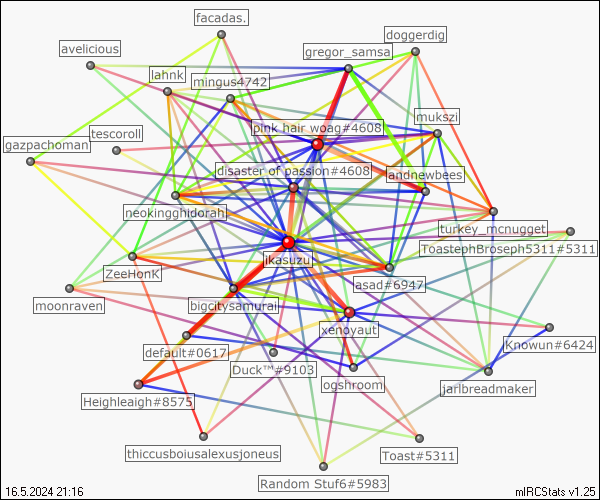 facadas.
doggerdig
avelicious
gregor_samsa
lahnk
mingus4742
pink hair woag#4608
mukszi
tescoroll
gazpachoman
disaster of passion#4608
andnewbees
neokingghidorah
turkey_mcnugget
ToastephBroseph5311#5311
jkasuzu
ZeeHonk
asad#6947
moonraven
bigcitysamurai
xenoyaut
Knowun#6424
default#0617
Duck™#9103
ogshroom
jarlbreadmaker
Heighleaigh#8575
thiccusboiusalexusjoneus
Toast#5311
Random Stuf6#5983
16.5.2024 21:16
mIRCStats v1.25